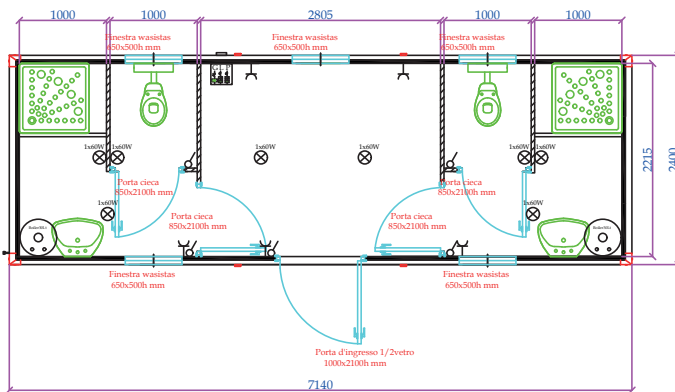 1000
1000
2805
1000
1000
Finestra wasistas
650x500h mm
Finestra wasistas
650x500h mm
Finestra wasistas
650x500h mm
1x60W
1x60W
1x60W
1x60W
1x60W
1x60W
Porta cieca
850x2100h mm
Porta cieca
850x2100h mm
1x60W
1x60W
Porta cieca
850x2100h mm
Porta cieca
850x2100h mm
2215
2400
Finestra wasistas
650x500h mm
Finestra wasistas
650x500h mm
Porta d'ingresso 1/2vetro
1000x2100h mm
7140